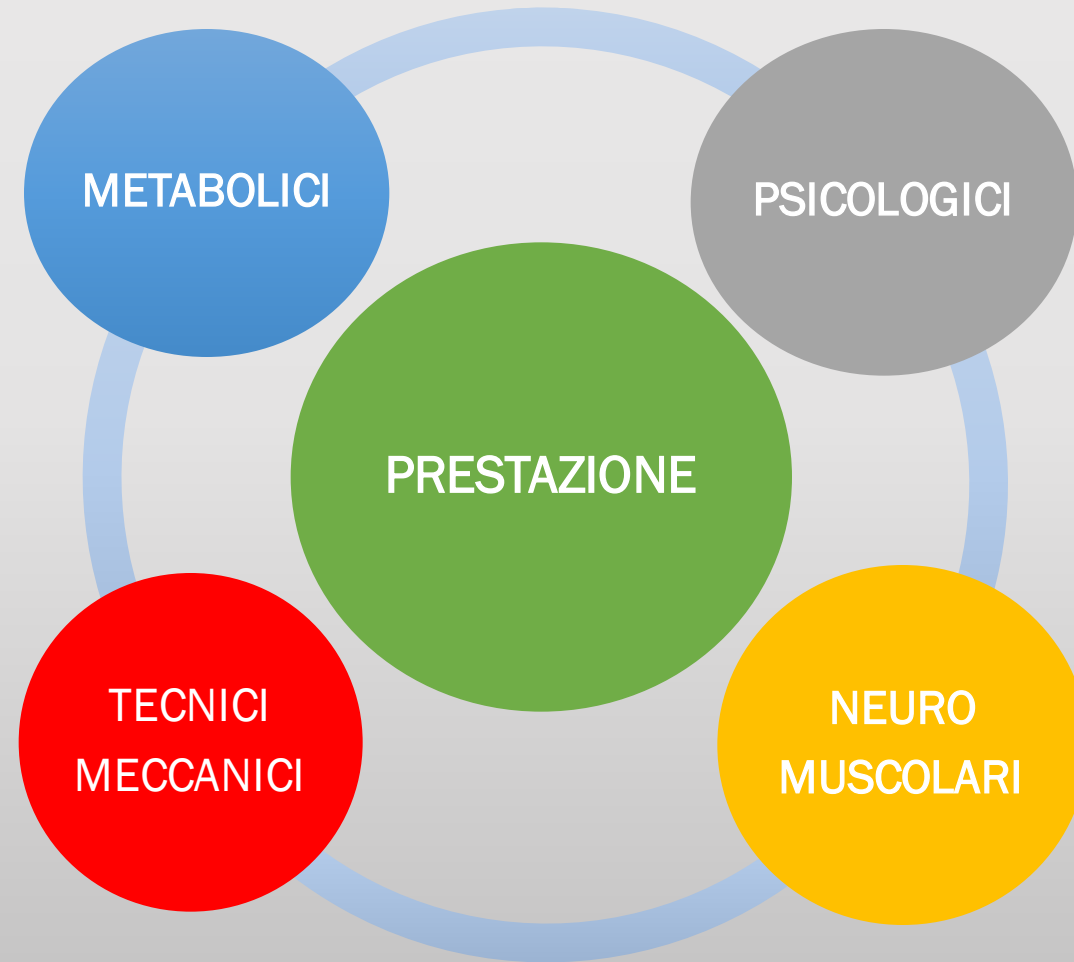 METABOLICI
PSICOLOGICI
PRESTAZIONE
TECNICI
MECCANICI
NEURO
MUSCOLARI